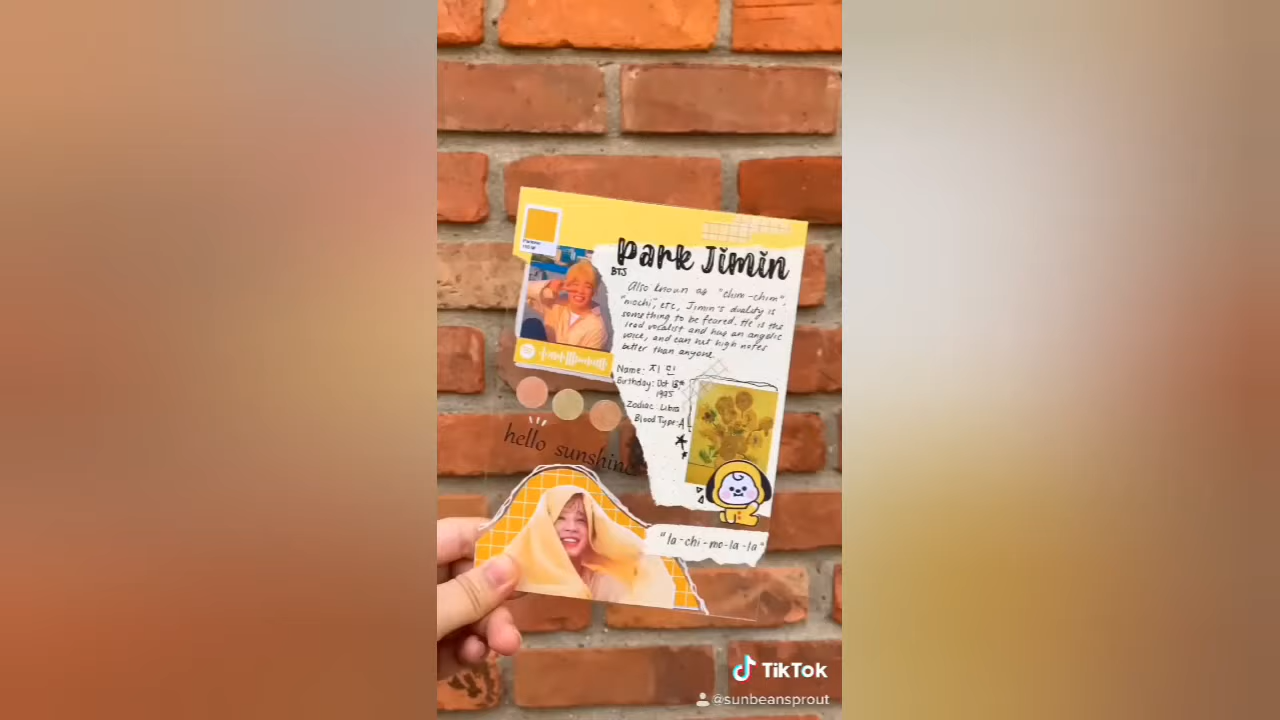 Park Jimin
BTS
Also known as "chim-chim",
"mochi", etc, Jimin's duality is
something to be feared. He is the
lead vocalist and has an angelic
voice, and can hit high notes
better than anyone.
Name: 지민
Birthday: Oct 13th
1995
Zodiac: Libra
Blood Type: A
hello sunshine
"la-chi-mo-la-la"
TikTok
@sunbeansprout